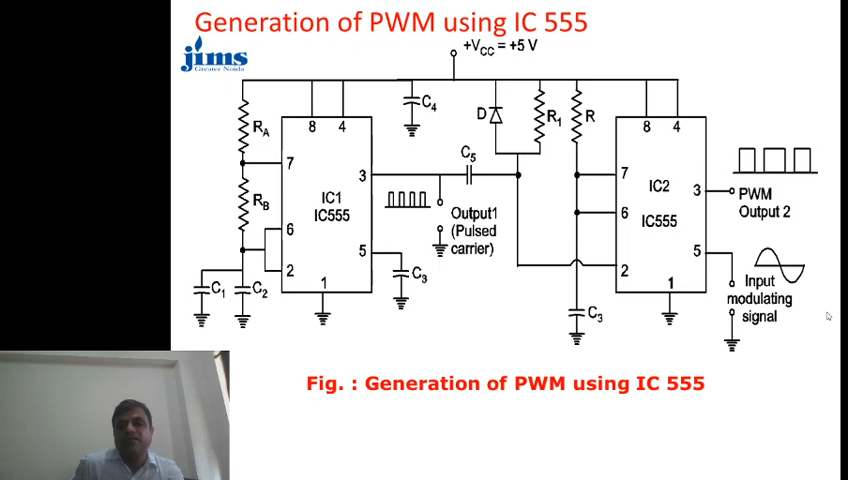 Generation of PWM using IC 555
jims
Greater Noida
+VCC = +5 V
RA
8 4
C4
D
R1
R
8 4
7
C5
7
3
IC1
IC555
IC2
IC555
3
PWM
Output 2
RB
6
Output1
(Pulsed
carrier)
6
5
5
2
C3
2
Input
modulating
signal
C1
C2
1
1
C3
Fig. : Generation of PWM using IC 555